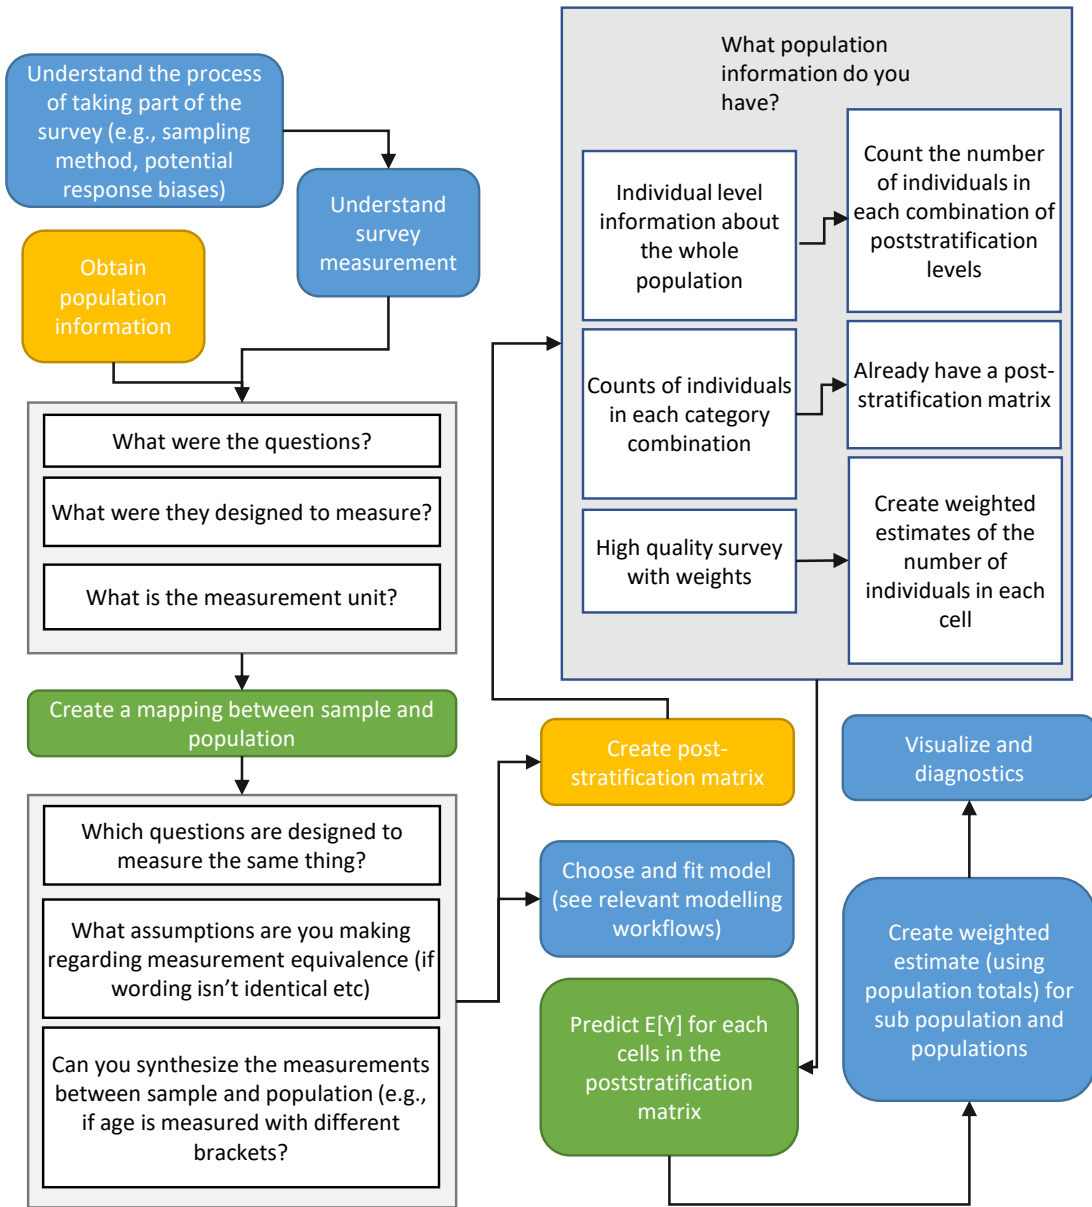 Understand the process
of taking part of the
survey (e.g., sampling
method, potential
response biases)
Understand
survey
measurement
Obtain
population
information
What were the questions?
What were they designed to measure?
What is the measurement unit?
Create a mapping between sample and
population
Which questions are designed to
measure the same thing?
What assumptions are you making
regarding measurement equivalence (if
wording isn't identical etc)
Can you synthesize the measurements
between sample and population (e.g.,
if age is measured with different
brackets?
Create post-
stratification matrix
Choose and fit model
(see relevant modelling
workflows)
What population
information do you
have?
Individual level
information about
the whole
population
Count the number
of individuals in
each combination of
poststratification
levels
Counts of individuals
in each category
combination
Already have a post-
stratification matrix
High quality survey
with weights
Create weighted
estimates of the
number of
individuals in each
cell
Predict E[Y] for each
cells in the
poststratification
matrix
Create weighted
estimate (using
population totals) for
sub population and
populations
Visualize and
diagnostics